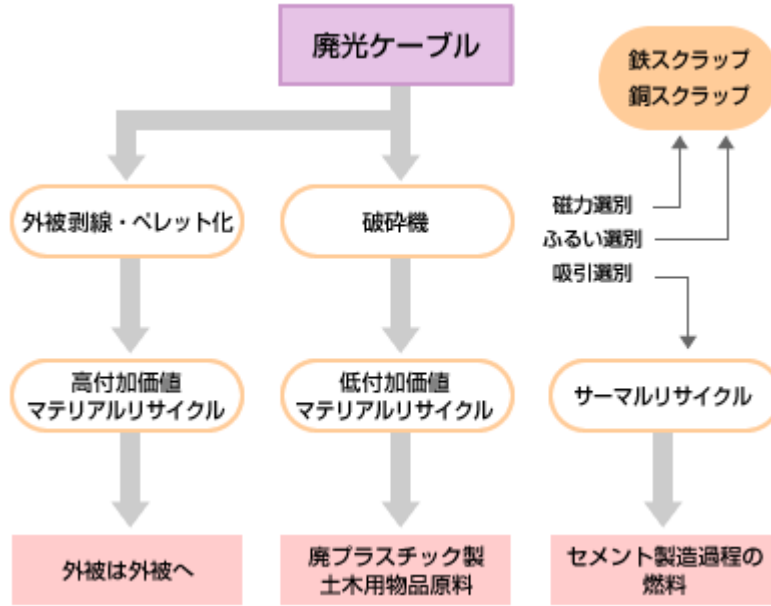 廃光ケーブル
鉄スクラップ
銅スクラップ
外被剥線・ペレット化
破砕機
磁力選別
ふるい選別
吸引選別
高付加価値
マテリアルリサイクル
低付加価値
マテリアルリサイクル
サーマルリサイクル
外被は外被へ
廃プラスチック製
土木用物品原料
セメント製造過程の
燃料